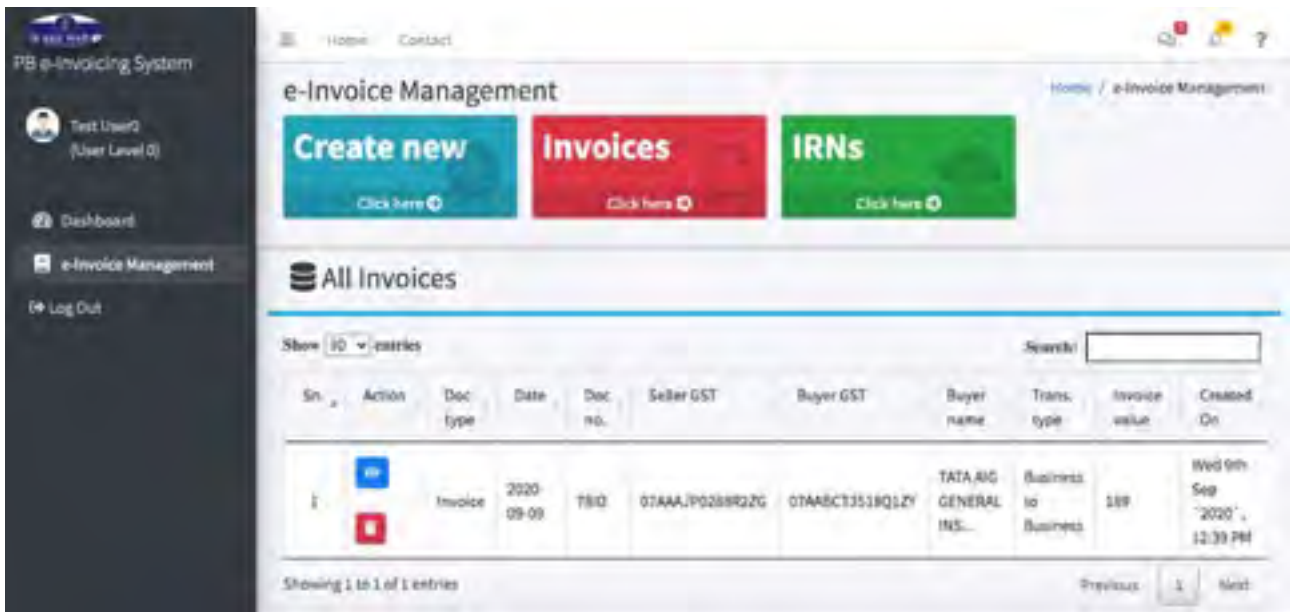 PB e-Invoicing System
Test User0
(User Level 0)
Dashboard
e-Invoice Management
Log Out
Home Contact
?
e-Invoice Management
Home / e-Invoice Management
Create new
Click here
Invoices
Click here
IRNs
Click here
All Invoices
Show 10 entries
Search:
Sn. Action Doc type Date Doc no. Seller GST Buyer GST Buyer name Trans. type Invoice value Created On
1 Invoice 2020-09-09 TATA AIG GENERAL INS... Business to Business 189 Wed 9th Sep `2020`, 12:39 PM
Showing 1 to 1 of 1 entries
Previous 1 Next